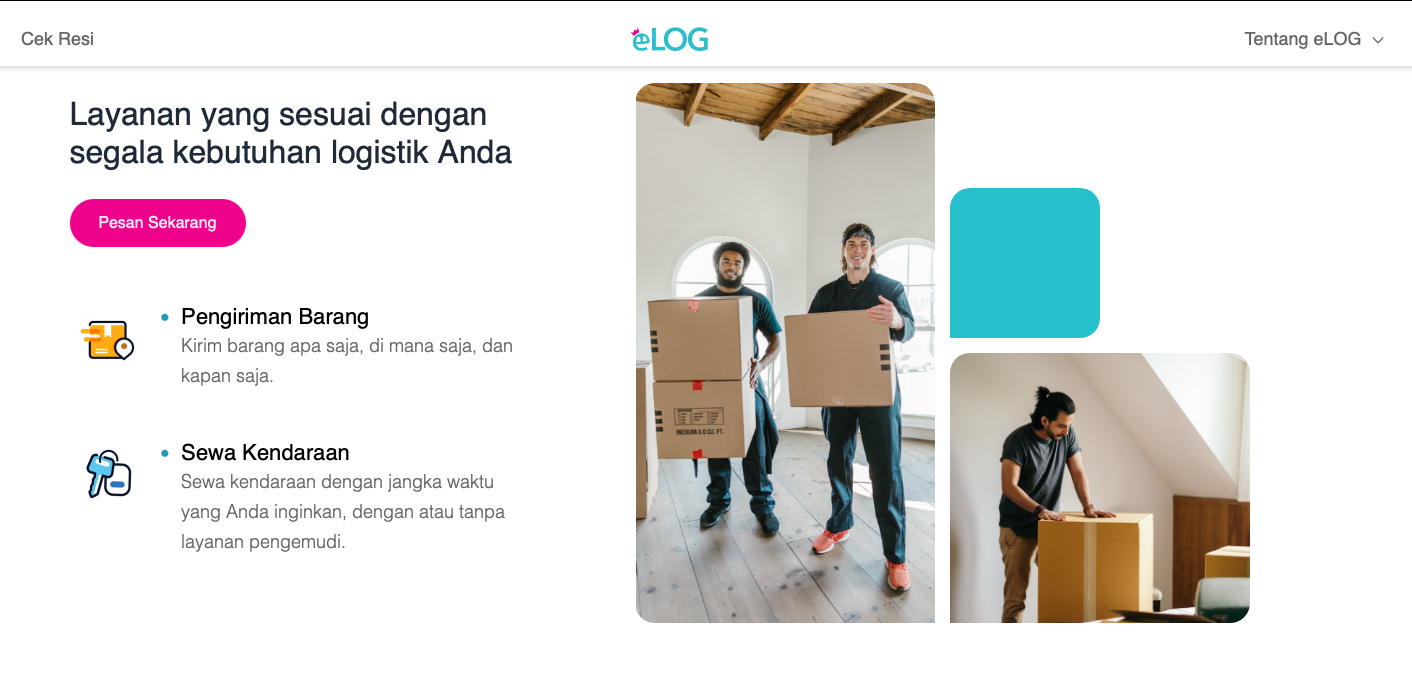 Cek Resi
eLOG
Tentang eLOG
Layanan yang sesuai dengan
segala kebutuhan logistik Anda
Pesan Sekarang
Pengiriman Barang
Kirim barang apa saja, di mana saja, dan
kapan saja.
Sewa Kendaraan
Sewa kendaraan dengan jangka waktu
yang Anda inginkan, dengan atau tanpa
layanan pengemudi.
MEDIUM-3.0 CU. FT.